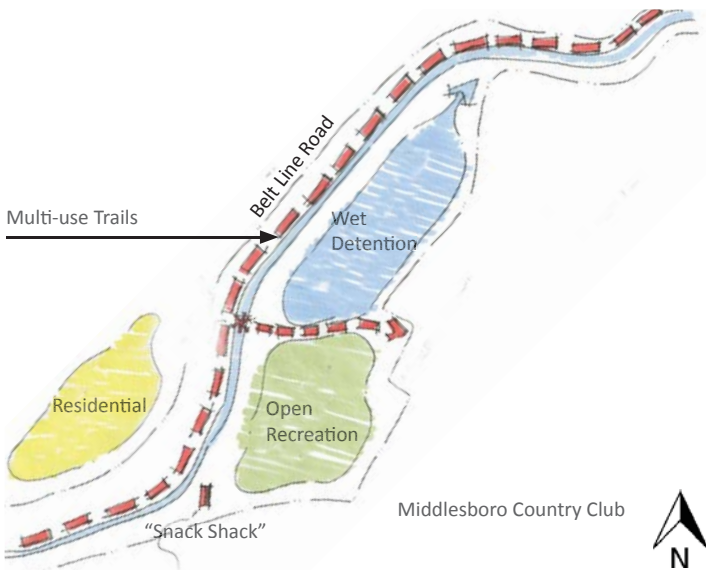 Belt Line Road
Multi-use Trails
Wet
Detention
Residential
Open
Recreation
Middlesboro Country Club
“Snack Shack”
N